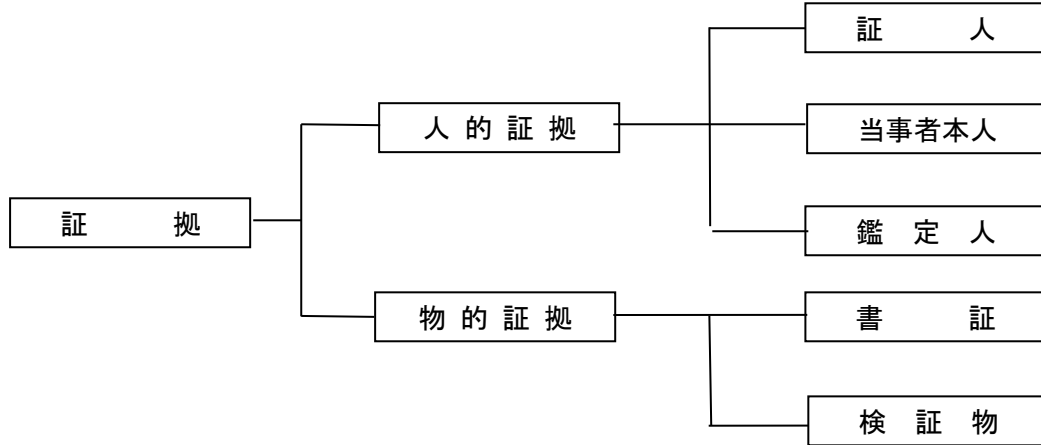 証　　　拠
人 的 証 拠
証　　　人
当事者本人
鑑　定　人
物 的 証 拠
書　　　証
検　証　物